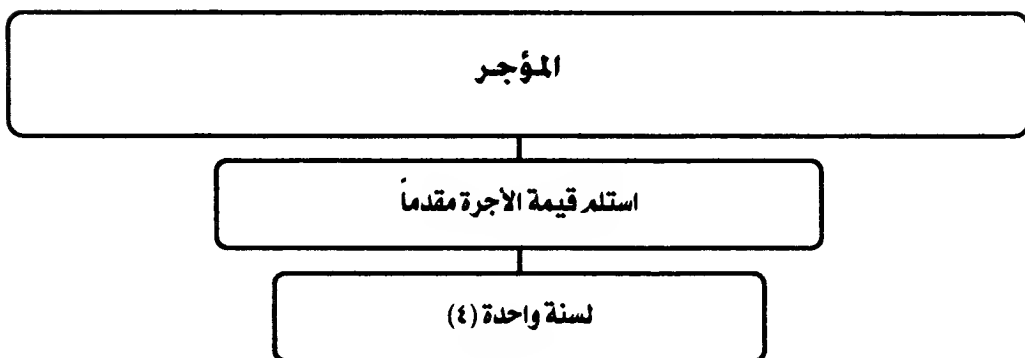 المؤجر
استلم قيمة الأجرة مقدماً
لسنة واحدة (٤)